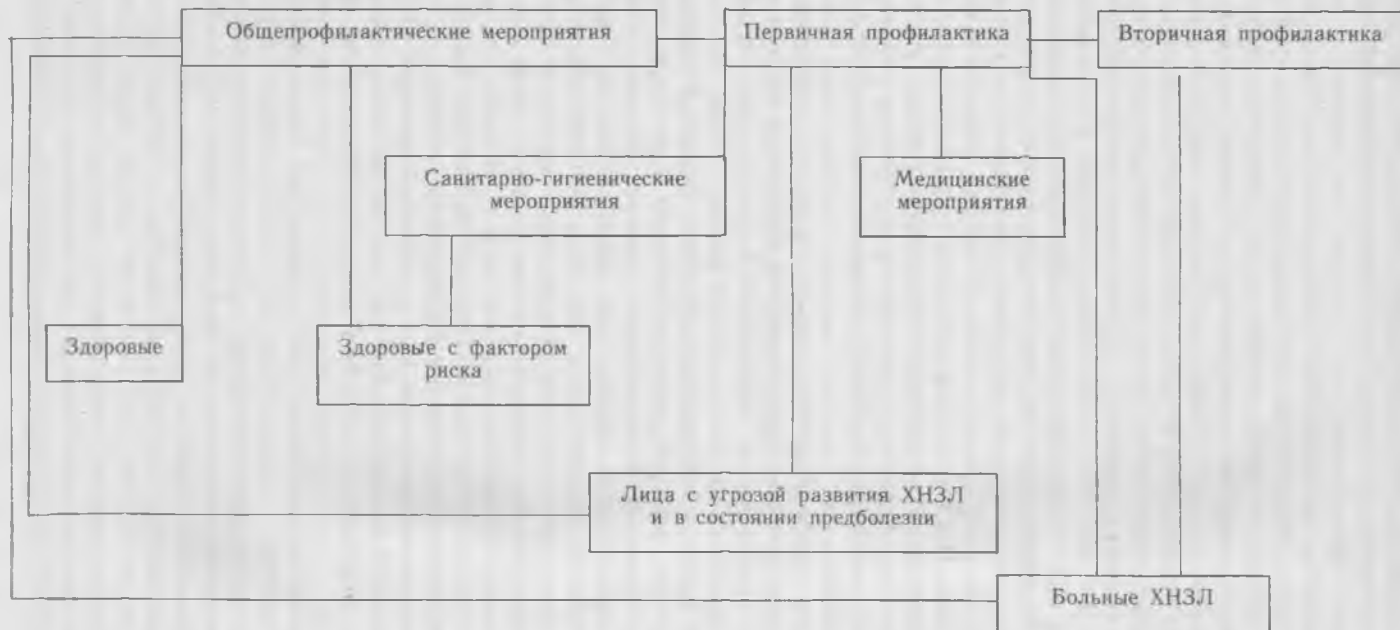 Общепрофилактические мероприятия
Первичная профилактика
Вторичная профилактика
Санитарно-гигиенические
мероприятия
Медицинские
мероприятия
Здоровые
Здоровые с фактором
риска
Лица с угрозой развития ХНЗЛ
и в состоянии предболезни
Больные ХНЗЛ